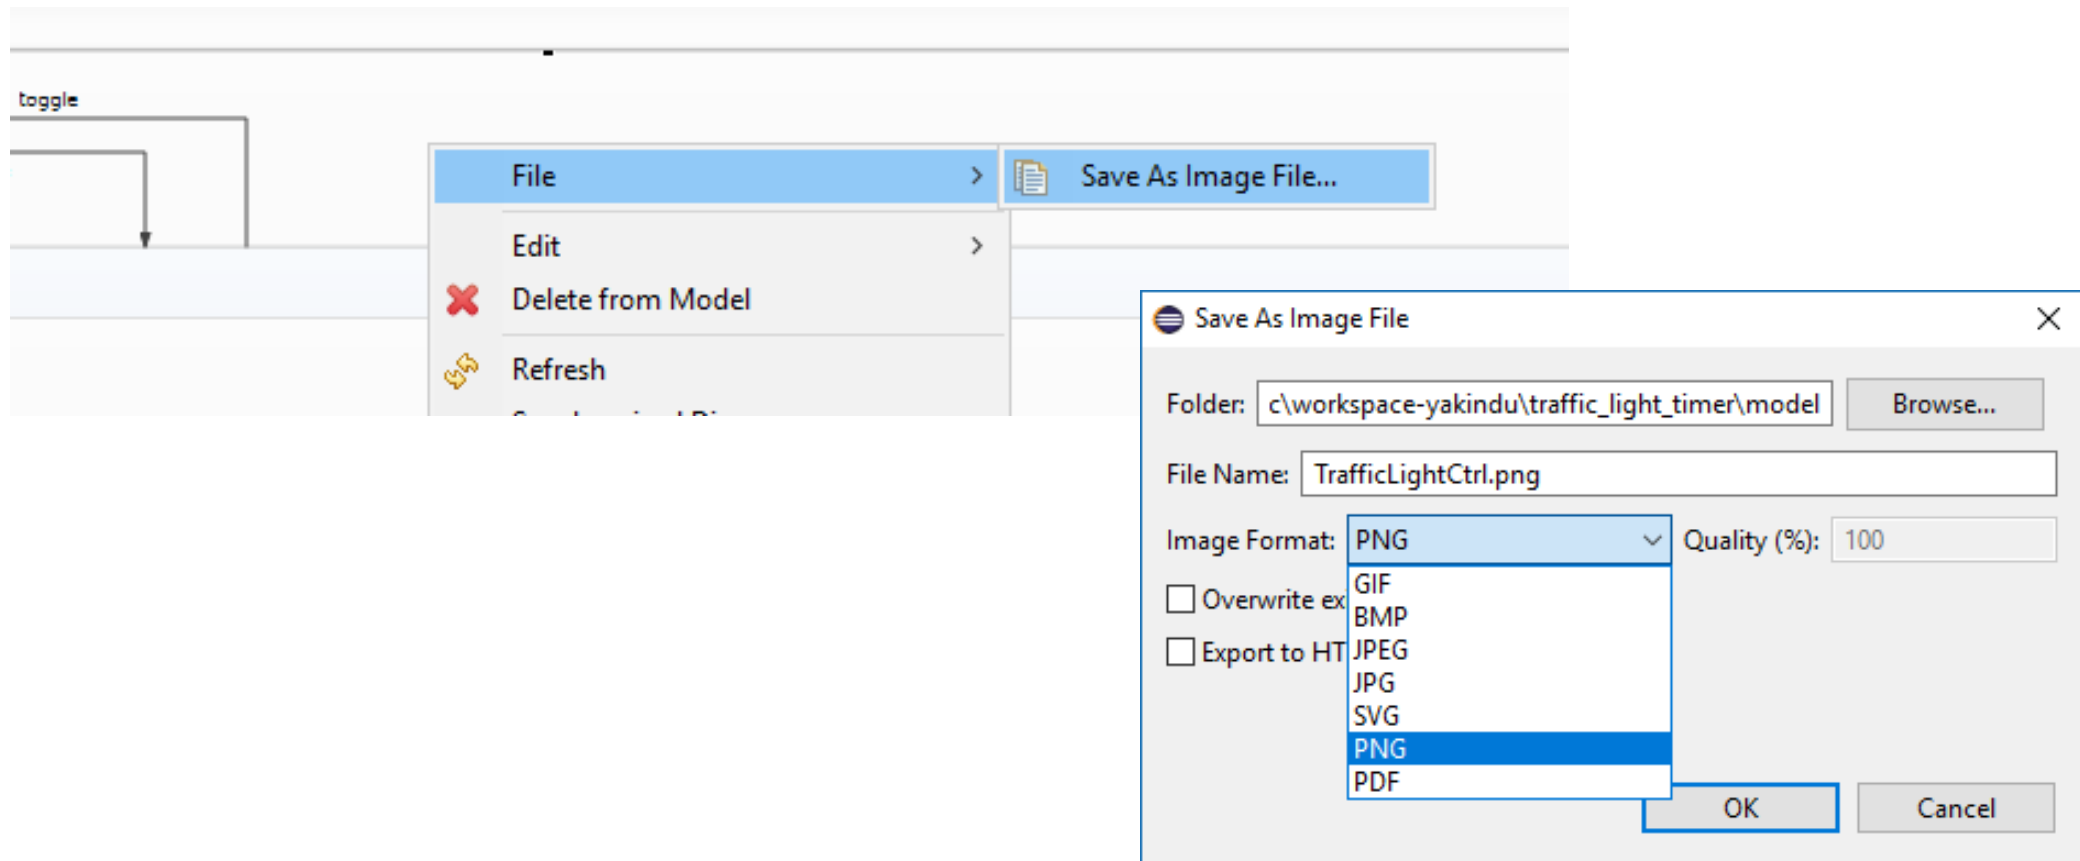 toggle
File
Save As Image File...
Edit
Delete from Model
Refresh
Save As Image File
Folder: c\workspace-yakindu\traffic_light_timer\model Browse...
File Name: TrafficLightCtrl.png
Image Format: PNG Quality (%): 100
Overwrite ex
Export to HT
GIF
BMP
JPEG
JPG
SVG
PNG
PDF
OK Cancel